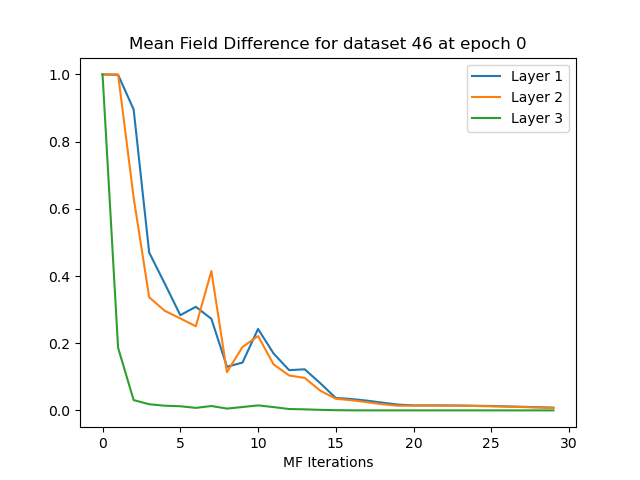 Mean Field Difference for dataset 46 at epoch 0
Layer 1
Layer 2
Layer 3
1.0
0.8
0.6
0.4
0.2
0.0
0 5 10 15 20 25 30
MF Iterations